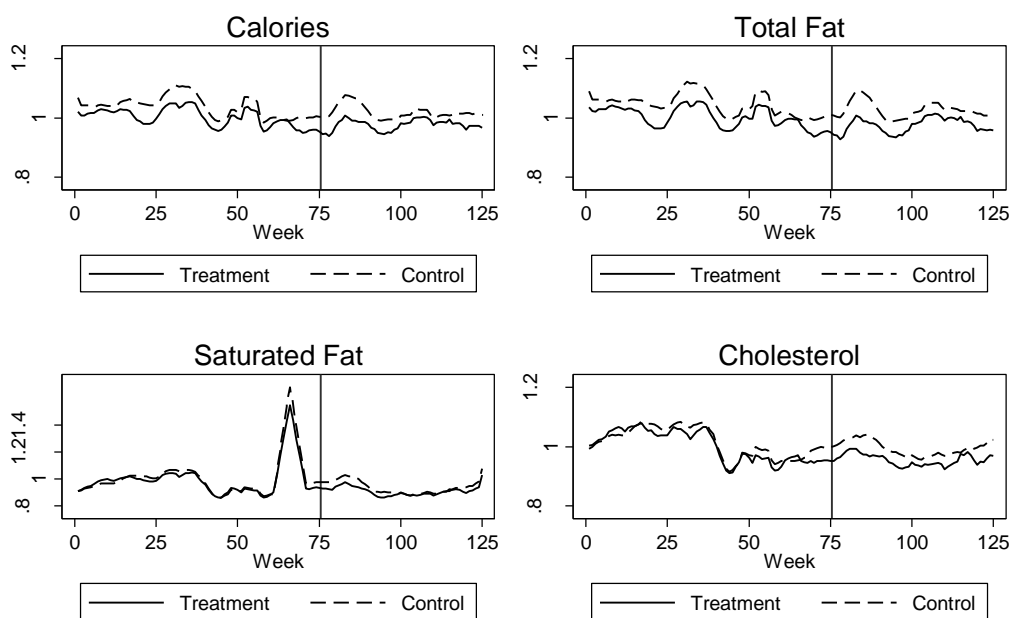 Calories
1.2
1
.8
0 25 50 75 100 125
Week
Treatment Control
Total Fat
1.2
1
.8
0 25 50 75 100 125
Week
Treatment Control
Saturated Fat
1.21.4
1
.8
0 25 50 75 100 125
Week
Treatment Control
Cholesterol
1.2
1
.8
0 25 50 75 100 125
Week
Treatment Control